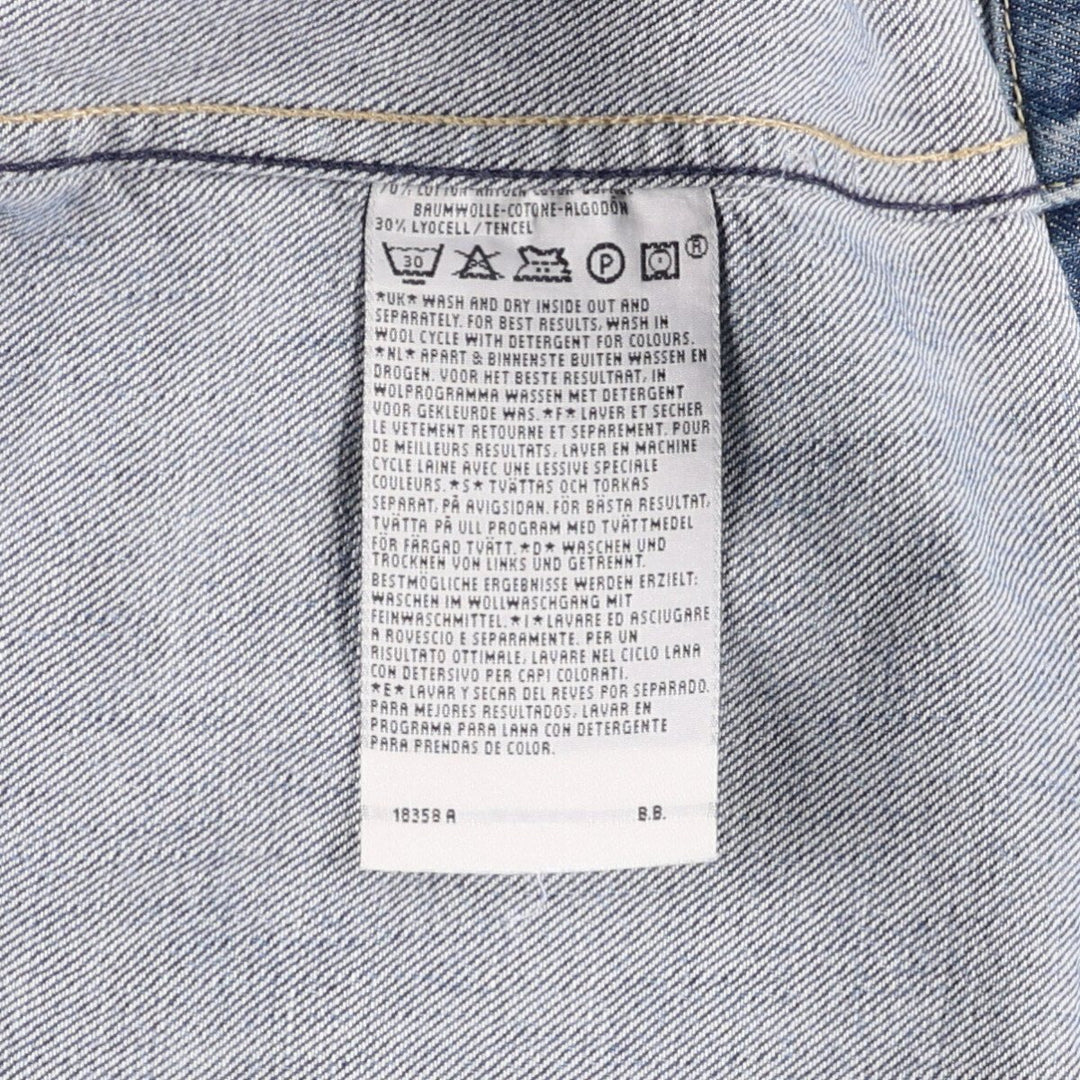 70% COTTON-KATOEN-COTON-COTONE-
BAUMWOLLE-COTONE-ALGODÓN
30% LYOCELL/TENCEL
30 P ®
*UK* WASH AND DRY INSIDE OUT AND
SEPARATELY. FOR BEST RESULTS, WASH IN
WOOL CYCLE WITH DETERGENT FOR COLOURS.
*NL* APART & BINNENSTE BUITEN WASSEN EN
DROGEN. VOOR HET BESTE RESULTAAT, IN
WOLPROGRAMMA WASSEN MET DETERGENT
VOOR GEKLEURDE WAS. *F* LAVER ET SECHER
LE VETEMENT RETOURNE ET SEPAREMENT. POUR
DE MEILLEURS RESULTATS, LAVER EN MACHINE
CYCLE LAINE AVEC UNE LESSIVE SPECIALE
COULEURS. *S* TVÄTTAS OCH TORKAS
SEPARAT, PÅ AVIGSIDAN. FÖR BÄSTA RESULTAT,
TVÄTTA PÅ ULL PROGRAM MED TVÄTTMEDEL
FÖR FÄRGAD TVÄTT. *D* WASCHEN UND
TROCKNEN VON LINKS UND GETRENNT.
BESTMÖGLICHE ERGEBNISSE WERDEN ERZIELT:
WASCHEN IM WOLLWASCHGANG MIT
FEINWASCHMITTEL. *I* LAVARE ED ASCIUGARE
A ROVESCIO E SEPARAMENTE. PER UN
RISULTATO OTTIMALE, LAVARE NEL CICLO LANA
CON DETERSIVO PER CAPI COLORATI.
*E* LAVAR Y SECAR DEL REVES POR SEPARADO.
PARA MEJORES RESULTADOS, LAVAR EN
PROGRAMA PARA LANA CON DETERGENTE
PARA PRENDAS DE COLOR.
18358 A B.B.